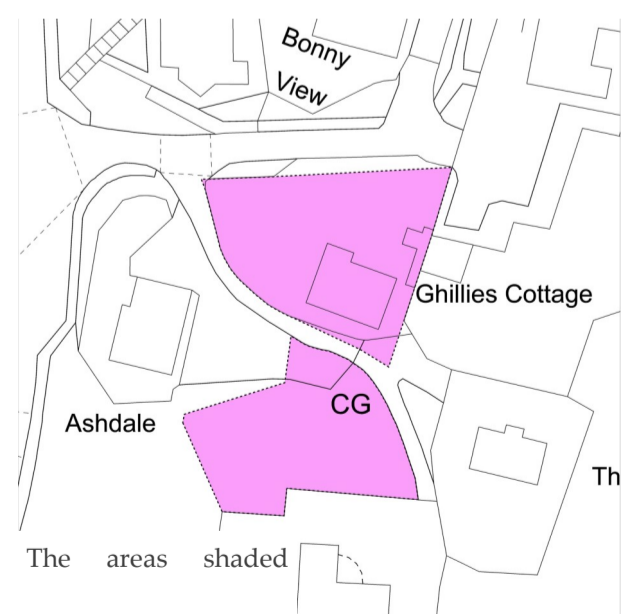 Bonny
View
Ghillies Cottage
CG
Ashdale
Th
The areas shaded